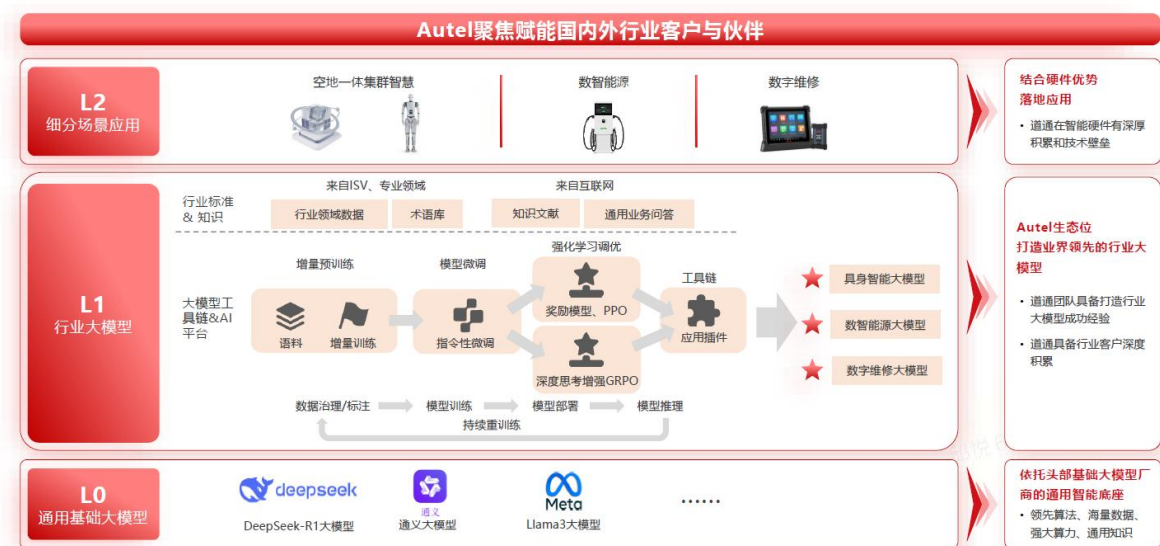 Autel聚焦赋能国内外行业客户与伙伴
L2
细分场景应用
空地一体集群智慧
数智能源
数字维修
结合硬件优势
落地应用
• 道通在智能硬件有深厚
积累和技术壁垒
L1
行业大模型
行业标准
& 知识
来自ISV、专业领域
来自互联网
行业领域数据
术语库
知识文献
通用业务问答
大模型工
具链&AI
平台
增量预训练
模型微调
强化学习调优
工具链
语料
增量训练
指令性微调
奖励模型、PPO
深度思考增强GRPO
应用插件
具身智能大模型
数智能源大模型
数字维修大模型
数据治理/标注
模型训练
模型部署
模型推理
持续重训练
Autel生态位
打造业界领先的行业大
模型
• 道通团队具备打造行业
大模型成功经验
• 道通具备行业客户深度
积累
L0
通用基础大模型
deepseek
DeepSeek-R1大模型
通义
通义大模型
Meta
Llama3大模型
……
依托头部基础大模型厂
商的通用智能底座
• 领先算法、海量数据、
强大算力、通用知识